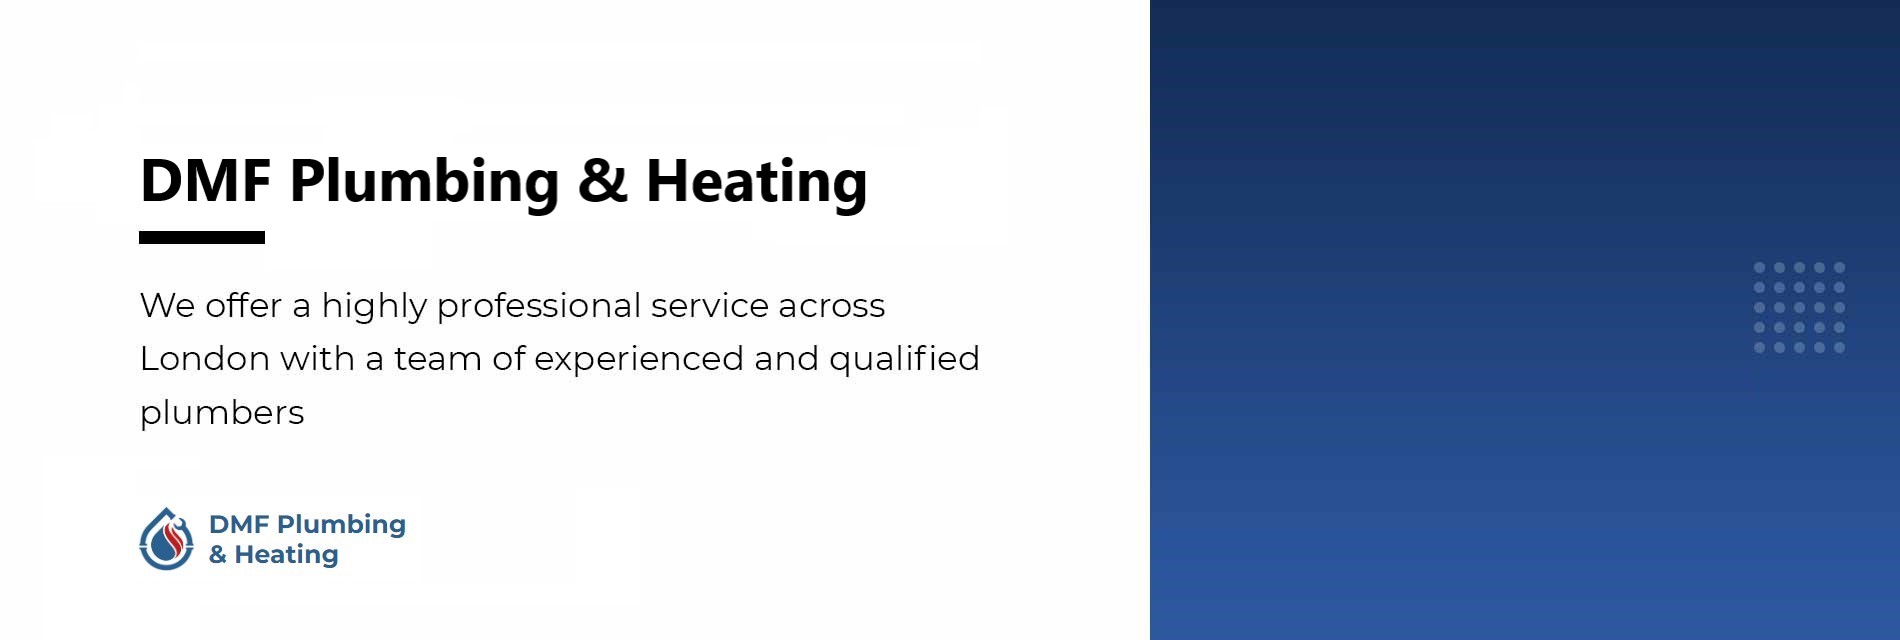 DMF Plumbing & Heating
We offer a highly professional service across
London with a team of experienced and qualified
plumbers
DMF Plumbing
& Heating